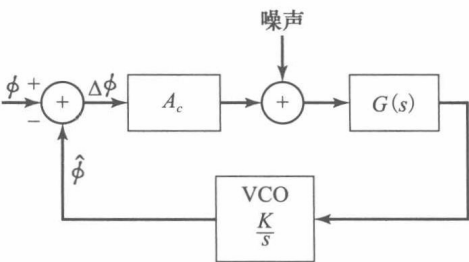 噪声
ϕ + − + Δϕ A_c + G(s)
ϕ̂
VCO
K/s